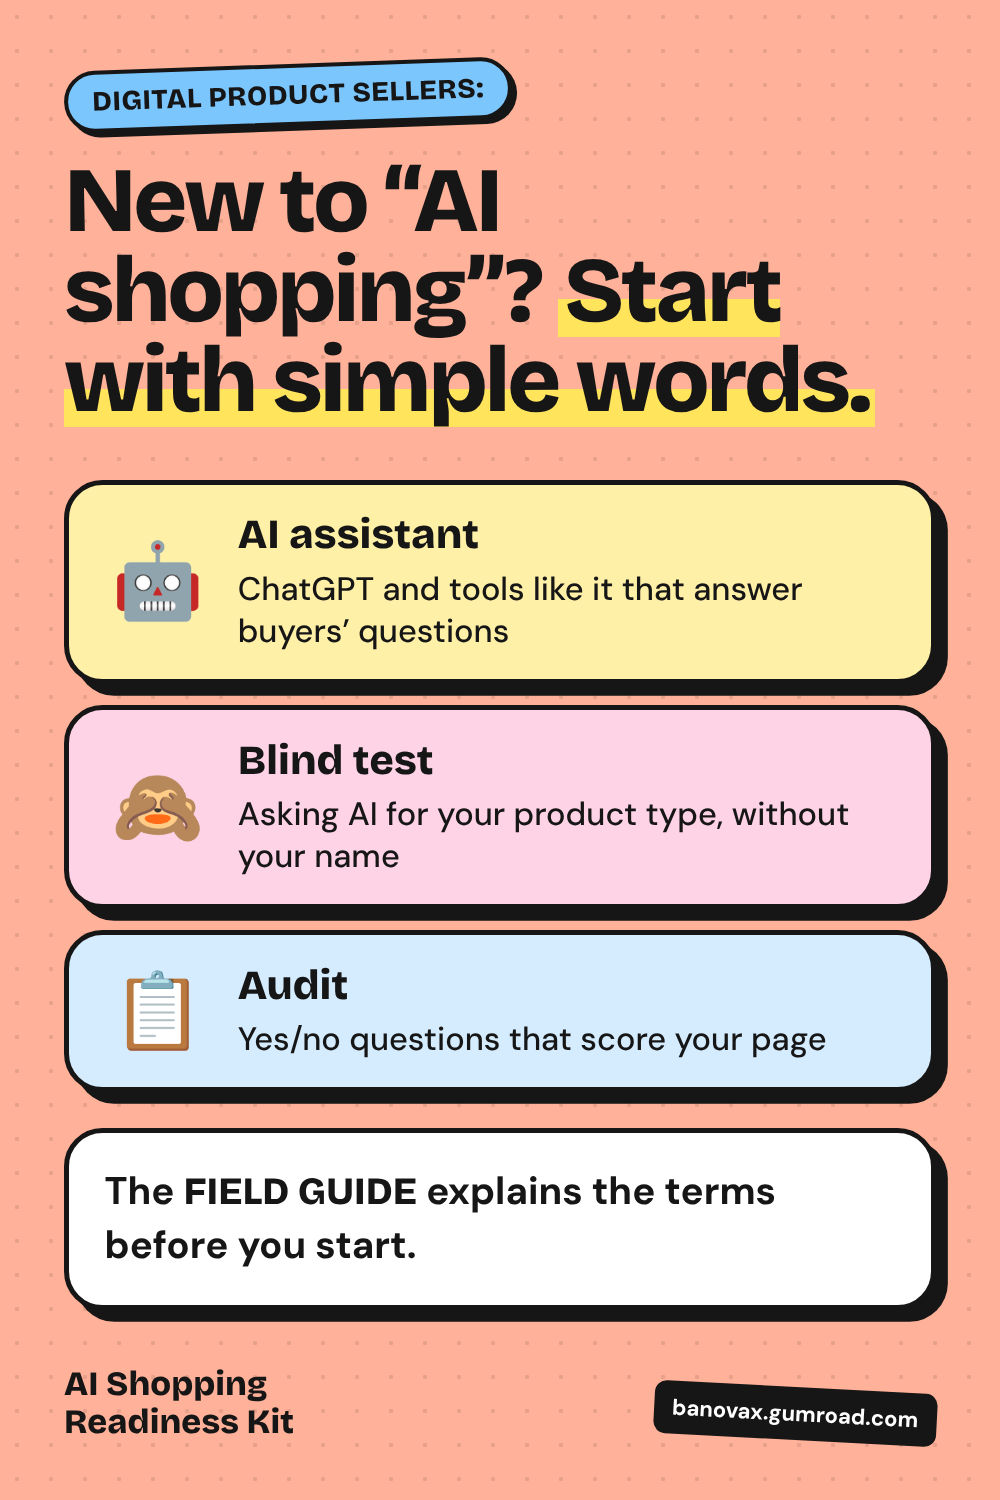 DIGITAL PRODUCT SELLERS:
New to “AI
shopping”? Start
with simple words.
AI assistant
ChatGPT and tools like it that answer
buyers’ questions
Blind test
Asking AI for your product type, without
your name
Audit
Yes/no questions that score your page
The FIELD GUIDE explains the terms
before you start.
AI Shopping
Readiness Kit
banovax.gumroad.com